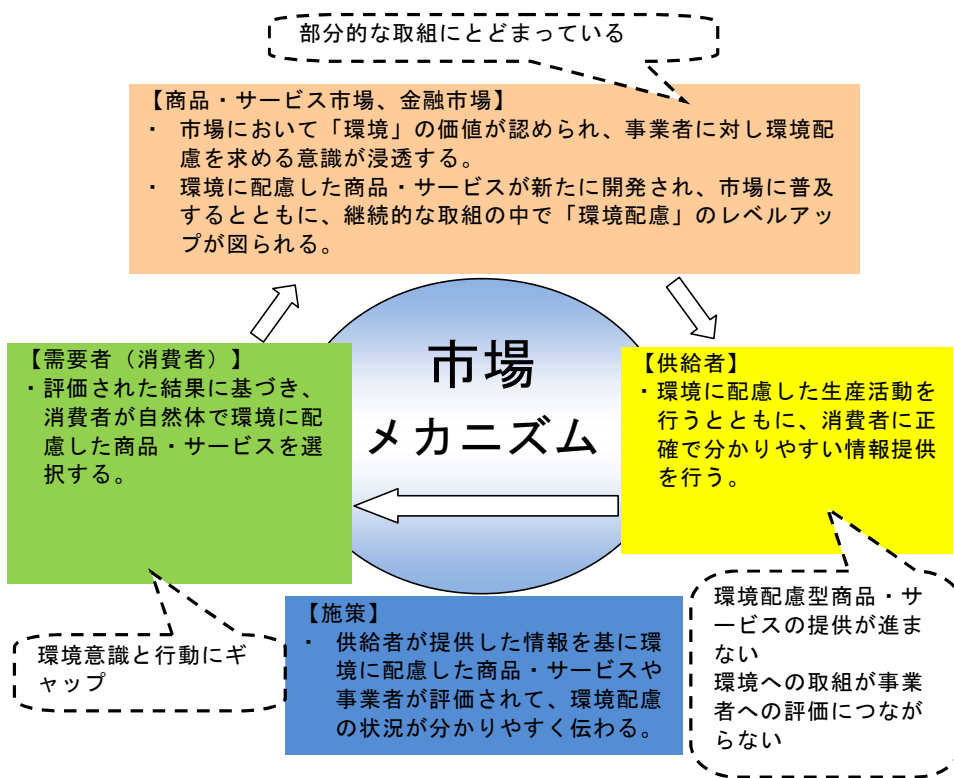 部分的な取組にとどまっている
【商品・サービス市場、金融市場】
・ 市場において「環境」の価値が認められ、事業者に対し環境配
慮を求める意識が浸透する。
・ 環境に配慮した商品・サービスが新たに開発され、市場に普及
するとともに、継続的な取組の中で「環境配慮」のレベルアッ
プが図られる。
市場
メカニズム
【需要者（消費者）】
・評価された結果に基づき、
消費者が自然体で環境に配
慮した商品・サービスを選
択する。
【供給者】
・環境に配慮した生産活動を
行うとともに、消費者に正
確で分かりやすい情報提供
を行う。
環境意識と行動にギ
ャップ
【施策】
・ 供給者が提供した情報を基に環
境に配慮した商品・サービスや
事業者が評価されて、環境配慮
の状況が分かりやすく伝わる。
環境配慮型商品・サ
ービスの提供が進ま
ない
環境への取組が事業
者への評価につなが
らない